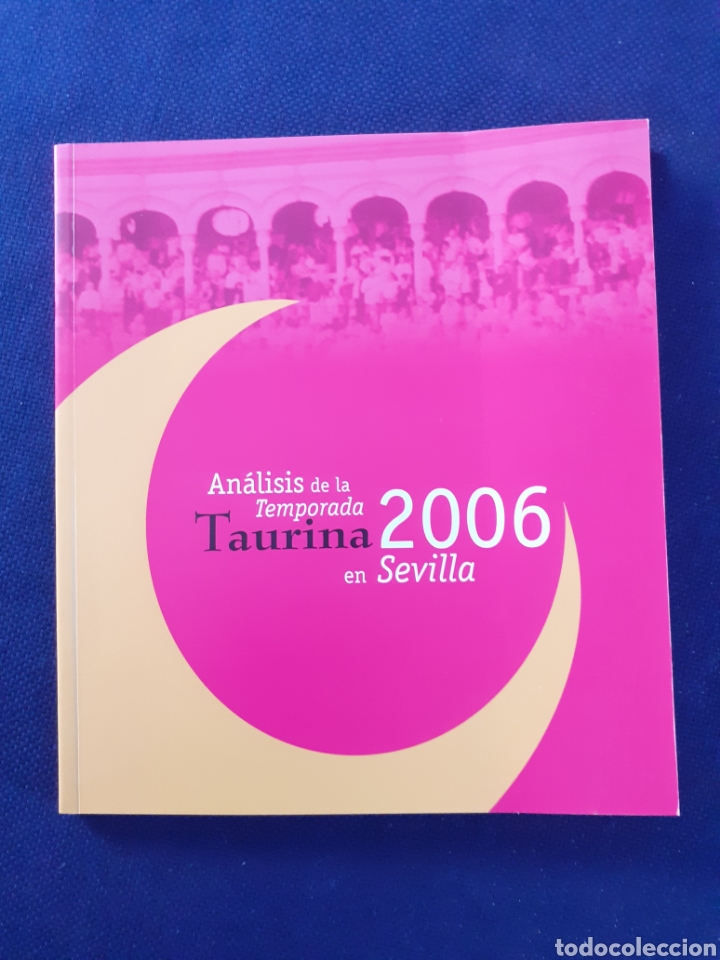 Análisis de la
Temporada
Taurina 2006
en Sevilla
todocoleccion